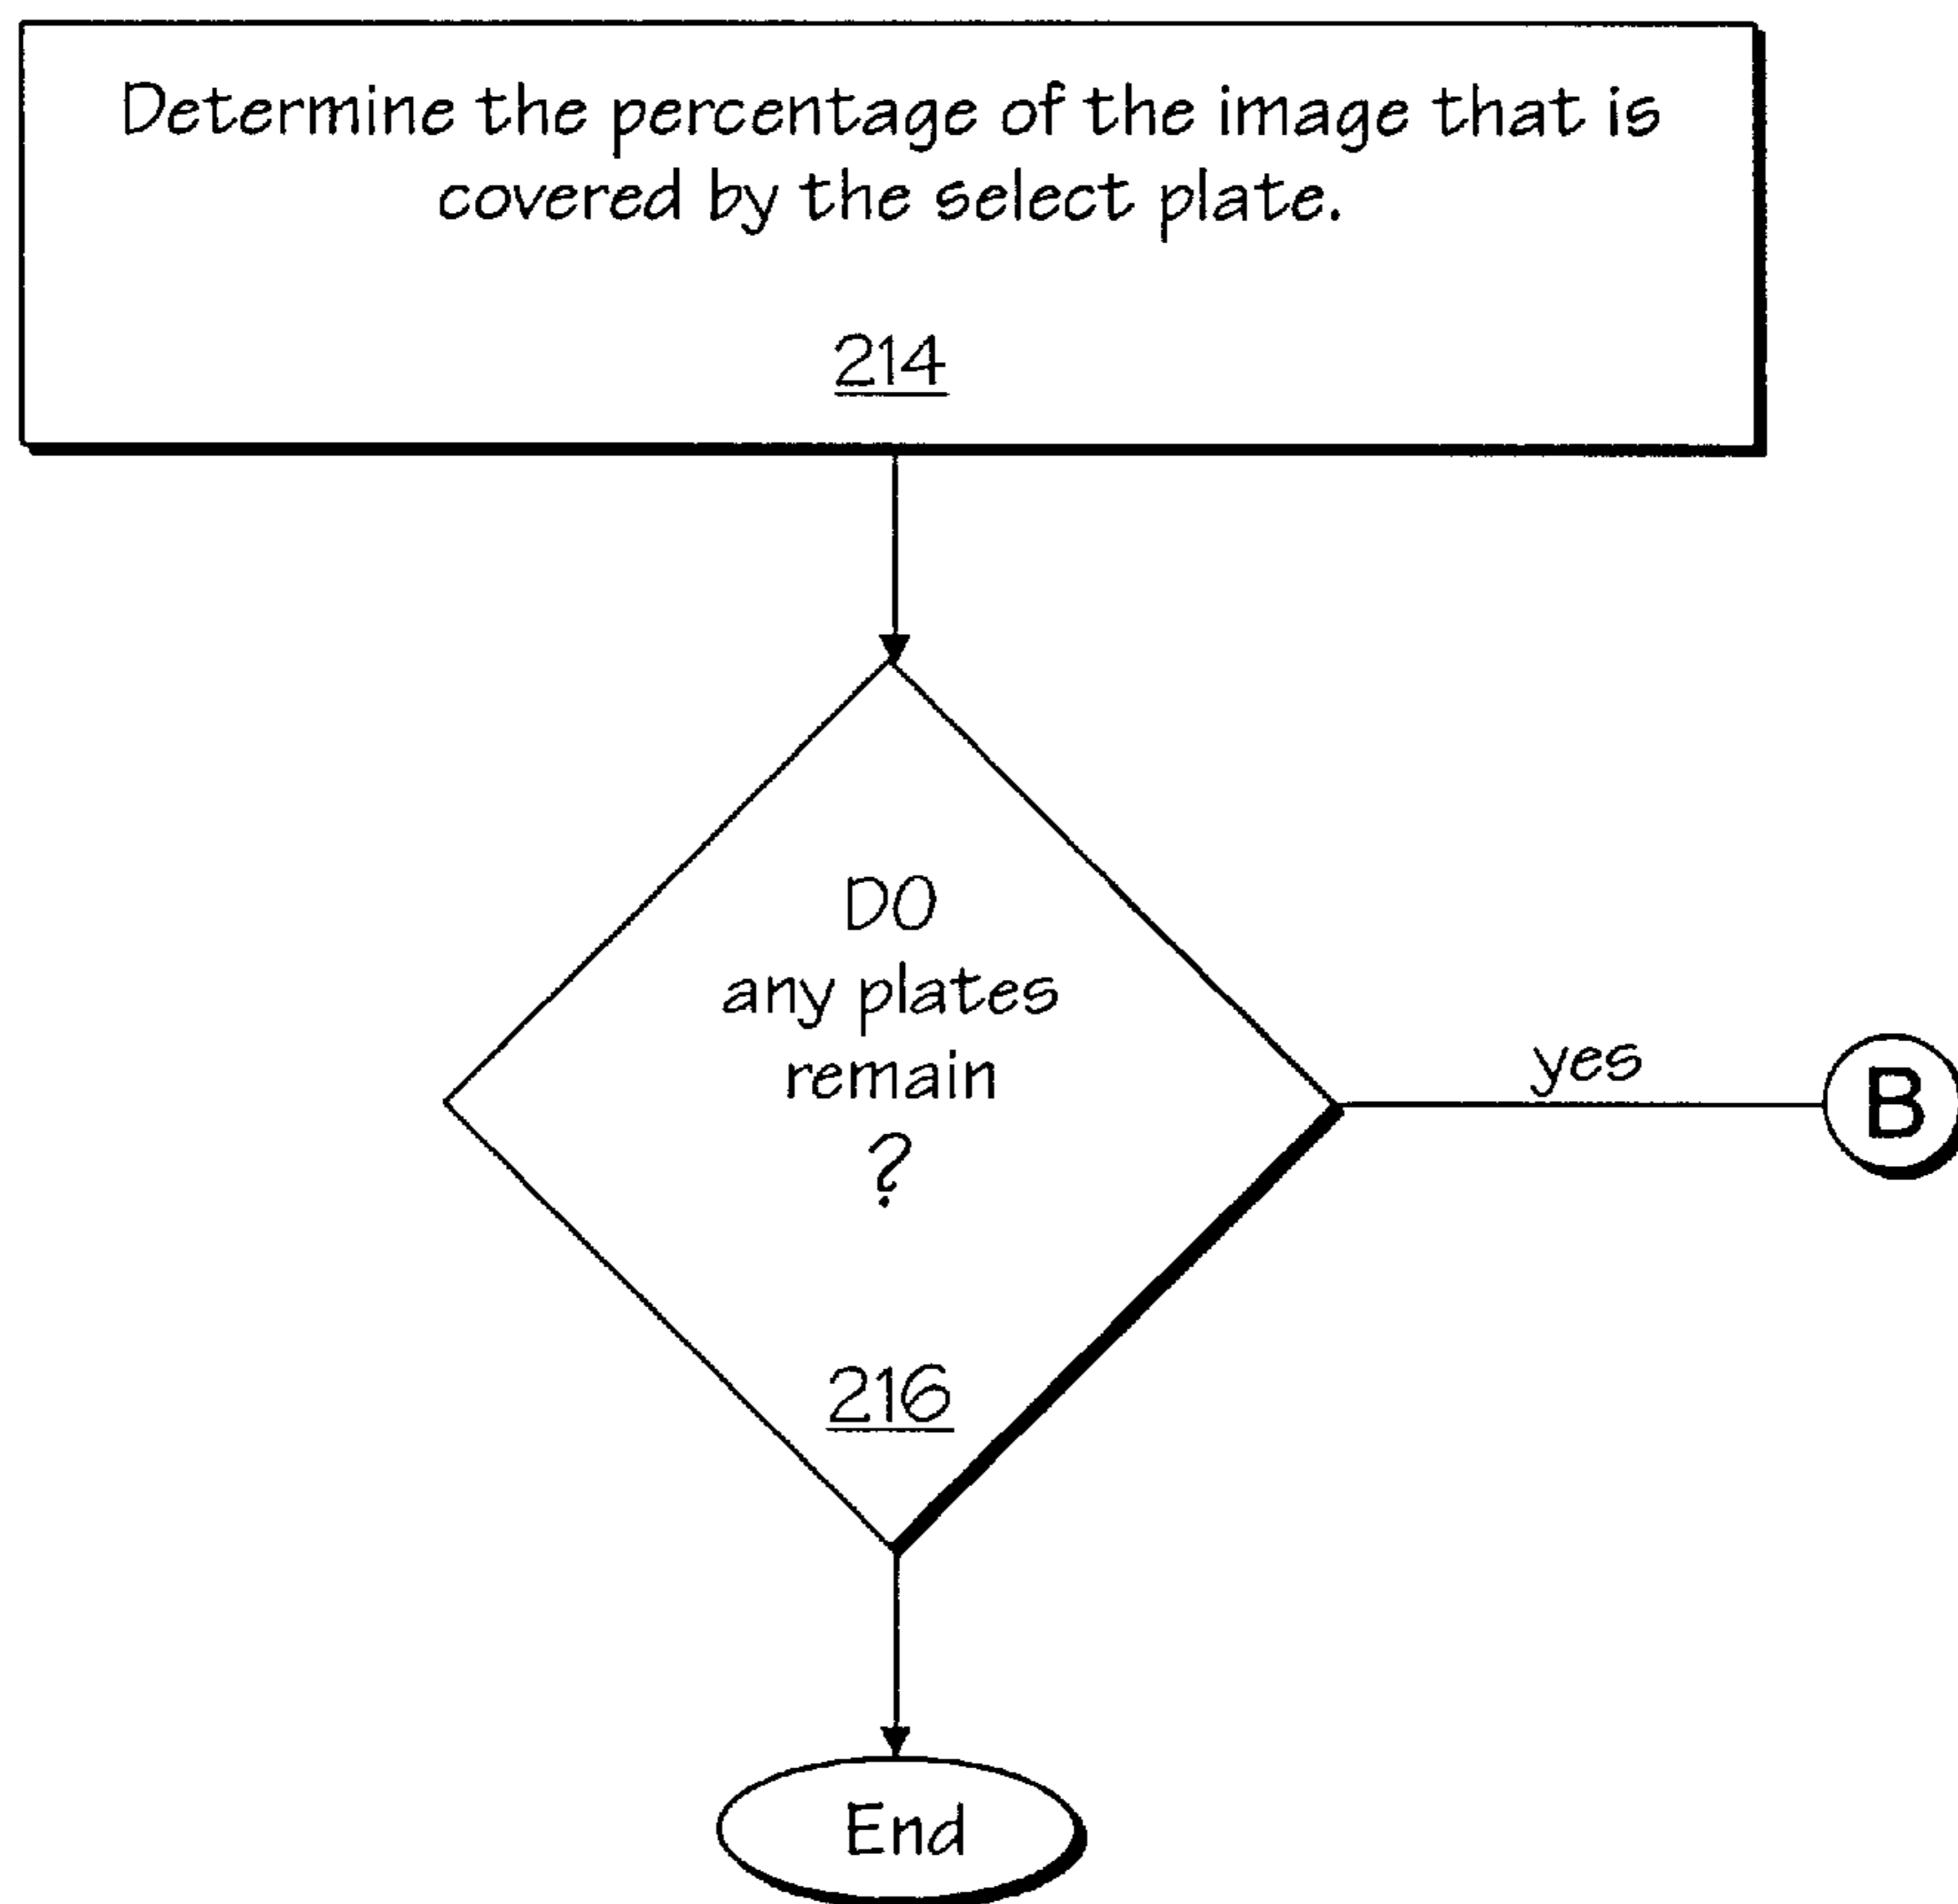 Determine the percentage of the image that is
covered by the select plate.
214
DO
any plates
remain
?
216
yes
B
End